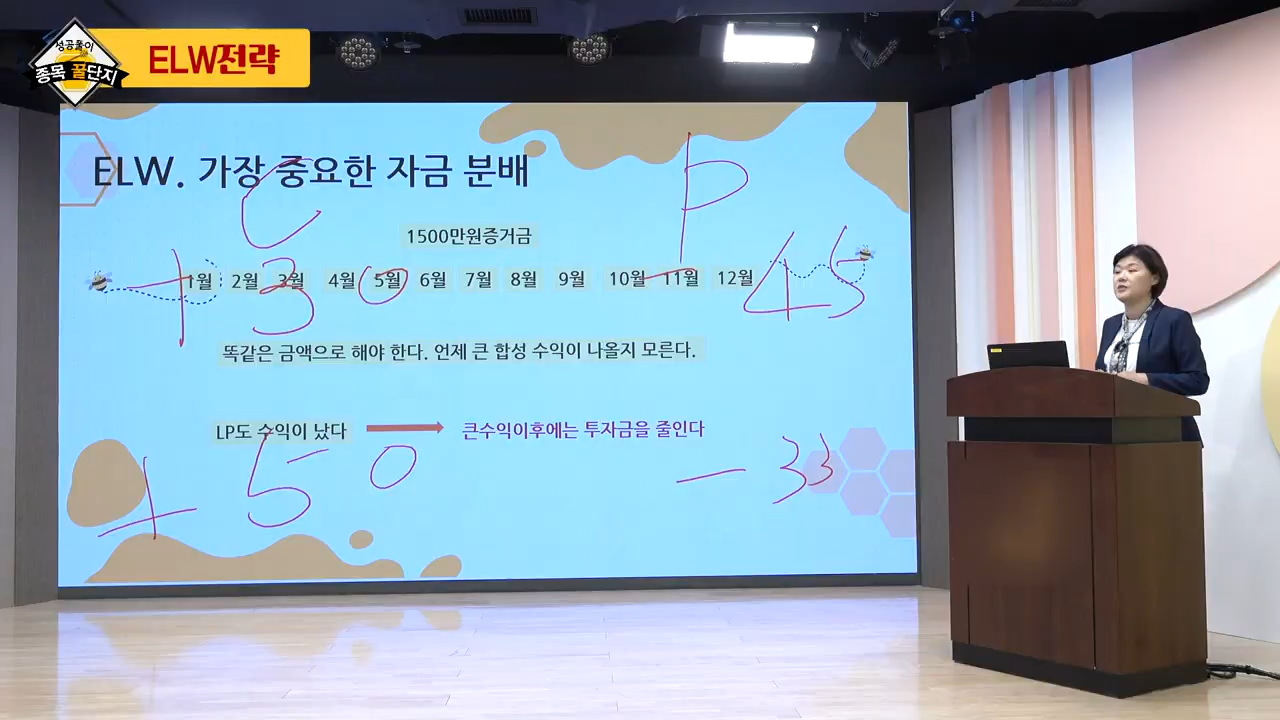 성공풀이
종목 꿀단지
ELW전략
ELW. 가장 중요한 자금 분배
C P
1500만원증거금
1월 : 2월 3월 4월 5월 6월 7월 8월 9월 10월 11월 12월
+30 -45
똑같은 금액으로 해야 한다. 언제 큰 합성 수익이 나올지 모른다.
LP도 수익이 났다 큰수익이후에는 투자금을 줄인다
+50 -33